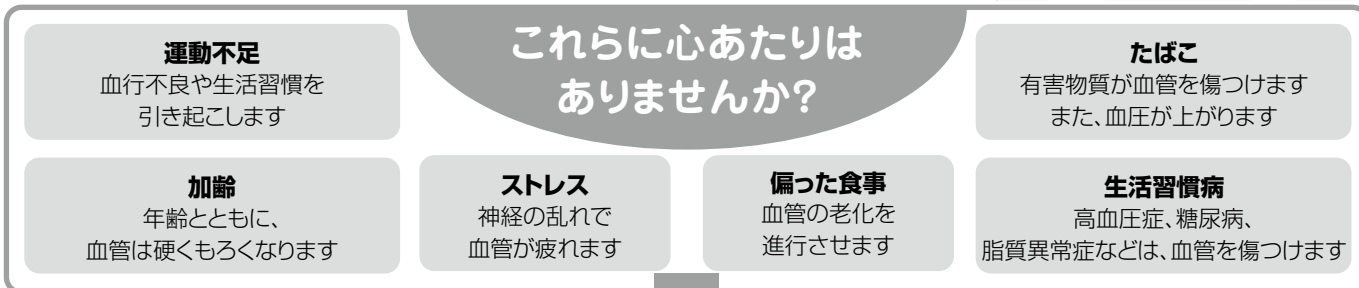 これらに心あたりは
ありませんか?
運動不足
血行不良や生活習慣を
引き起こします
たばこ
有害物質が血管を傷つけます
また、血圧が上がります
加齢
年齢とともに、
血管は硬くもろくなります
ストレス
神経の乱れで
血管が疲れます
偏った食事
血管の老化を
進行させます
生活習慣病
高血圧症、糖尿病、
脂質異常症などは、血管を傷つけます